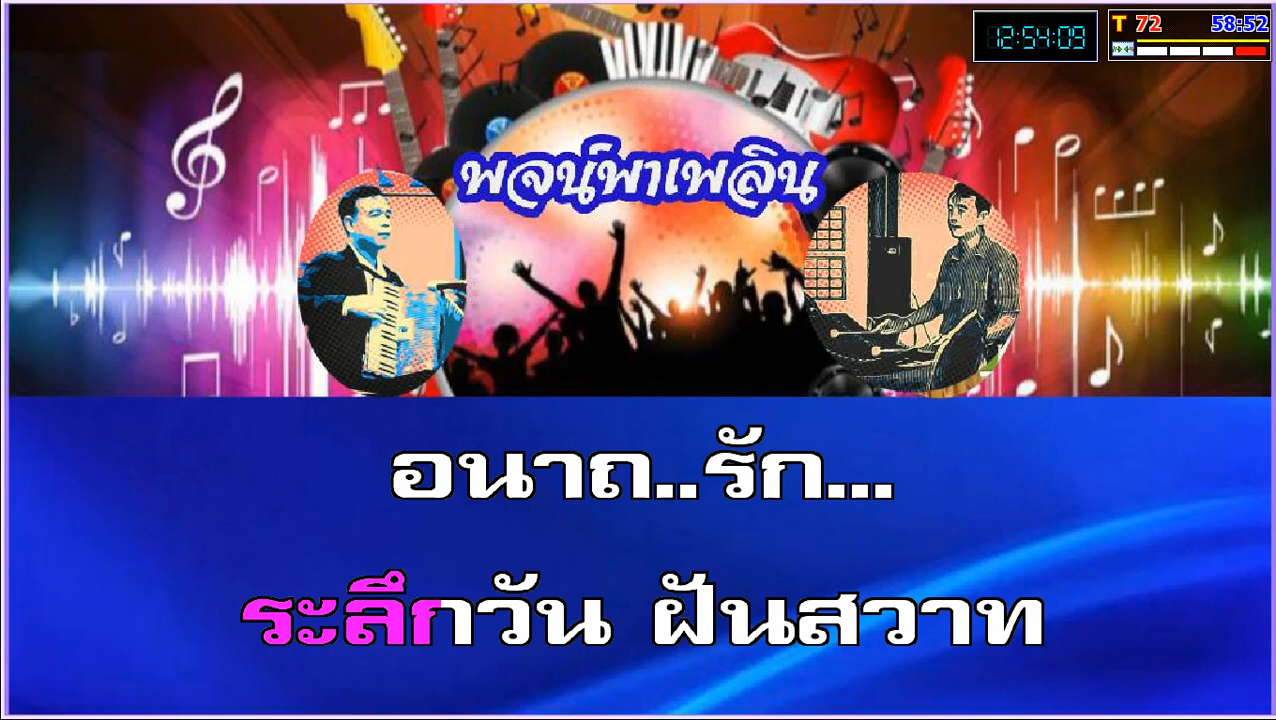 12:54:09
T 72 58:52
พจน์พาเพลิน
อนาถ..รัก...
ระลึกวัน ฝันสวาท